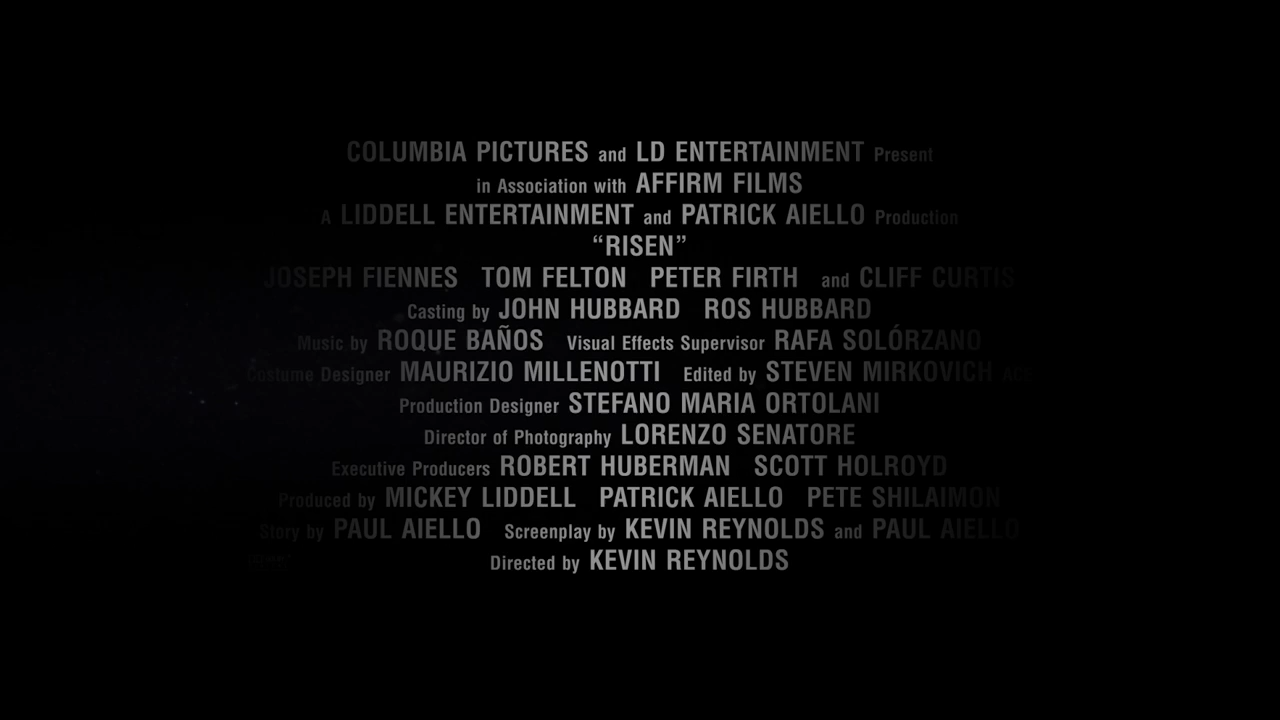 COLUMBIA PICTURES and LD ENTERTAINMENT Present
in Association with AFFIRM FILMS
A LIDDELL ENTERTAINMENT and PATRICK AIELLO Production
“RISEN”
JOSEPH FIENNES TOM FELTON PETER FIRTH and CLIFF CURTIS
Casting by JOHN HUBBARD ROS HUBBARD
Music by ROQUE BAÑOS Visual Effects Supervisor RAFA SOLÓRZANO
Costume Designer MAURIZIO MILLENOTTI Edited by STEVEN MIRKOVICH ACE
Production Designer STEFANO MARIA ORTOLANI
Director of Photography LORENZO SENATORE
Executive Producers ROBERT HUBERMAN SCOTT HOLROYD
Produced by MICKEY LIDDELL PATRICK AIELLO PETE SHILAIMON
Story by PAUL AIELLO Screenplay by KEVIN REYNOLDS and PAUL AIELLO
Directed by KEVIN REYNOLDS